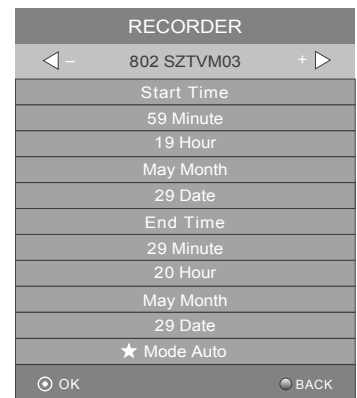 RECORDER
– 802 SZTVM03 +
Start Time
59 Minute
19 Hour
May Month
29 Date
End Time
29 Minute
20 Hour
May Month
29 Date
★ Mode Auto
OK BACK